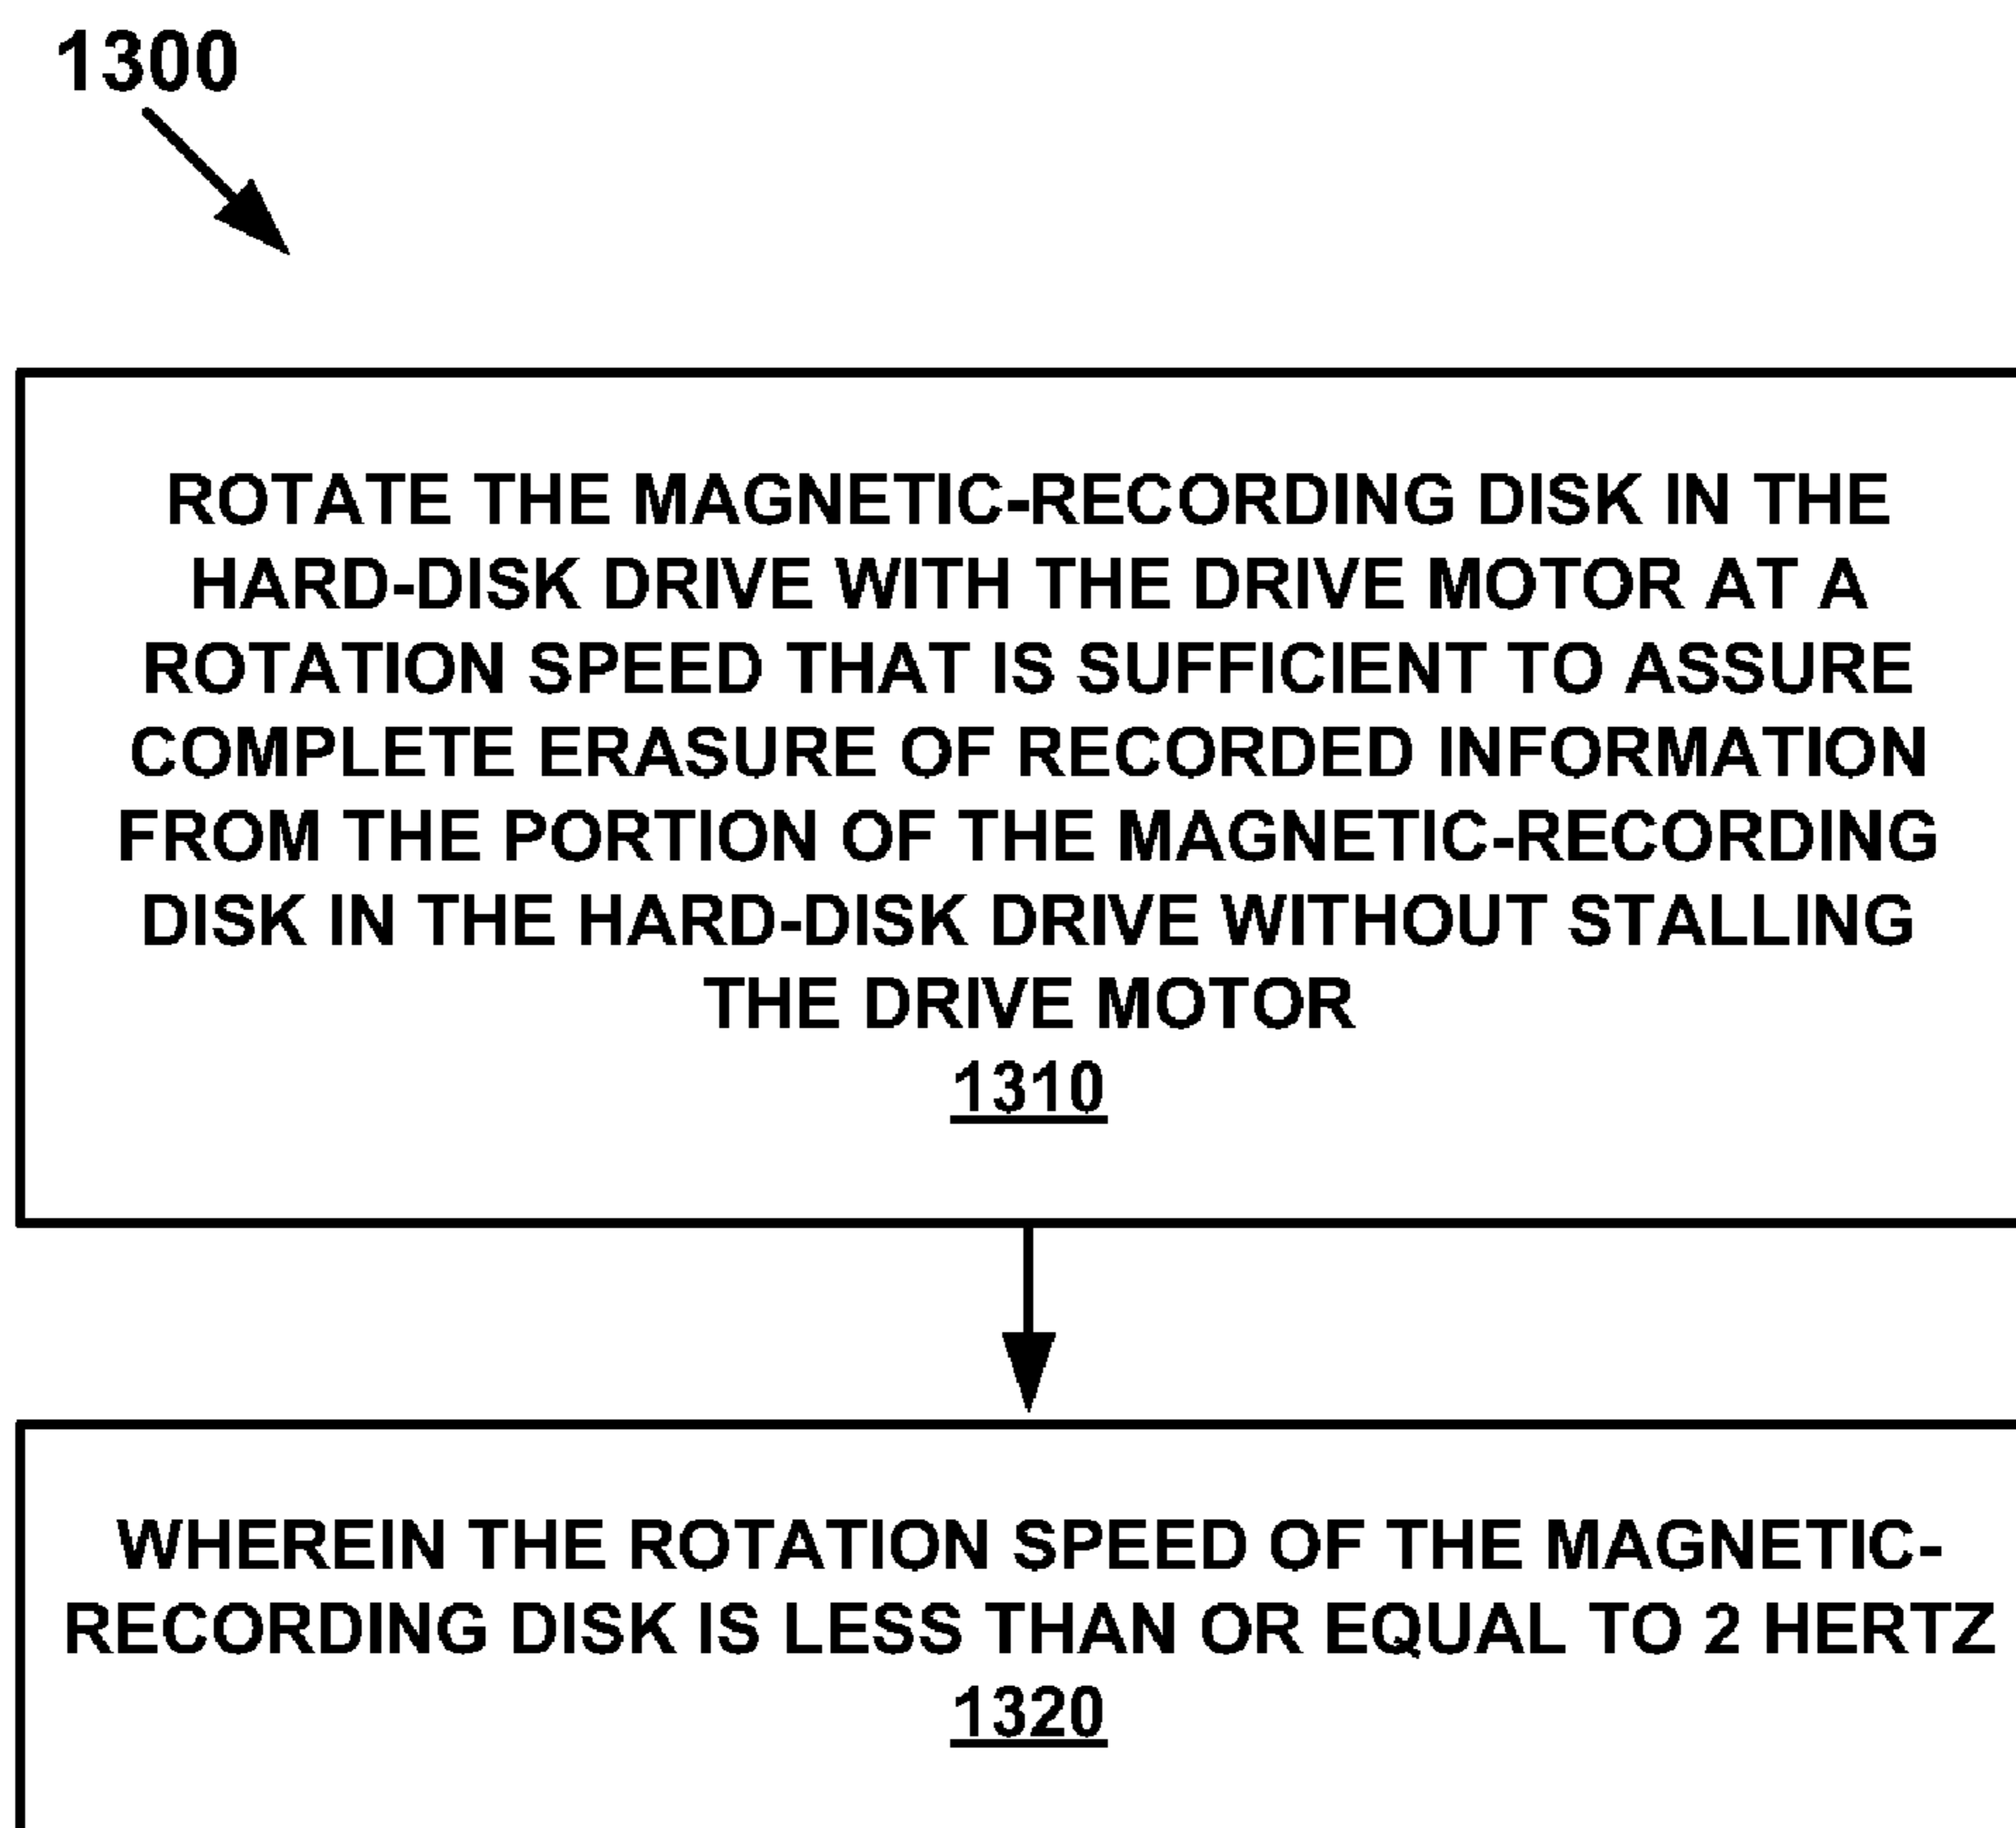 1300
ROTATE THE MAGNETIC-RECORDING DISK IN THE
HARD-DISK DRIVE WITH THE DRIVE MOTOR AT A
ROTATION SPEED THAT IS SUFFICIENT TO ASSURE
COMPLETE ERASURE OF RECORDED INFORMATION
FROM THE PORTION OF THE MAGNETIC-RECORDING
DISK IN THE HARD-DISK DRIVE WITHOUT STALLING
THE DRIVE MOTOR
1310
WHEREIN THE ROTATION SPEED OF THE MAGNETIC-
RECORDING DISK IS LESS THAN OR EQUAL TO 2 HERTZ
1320